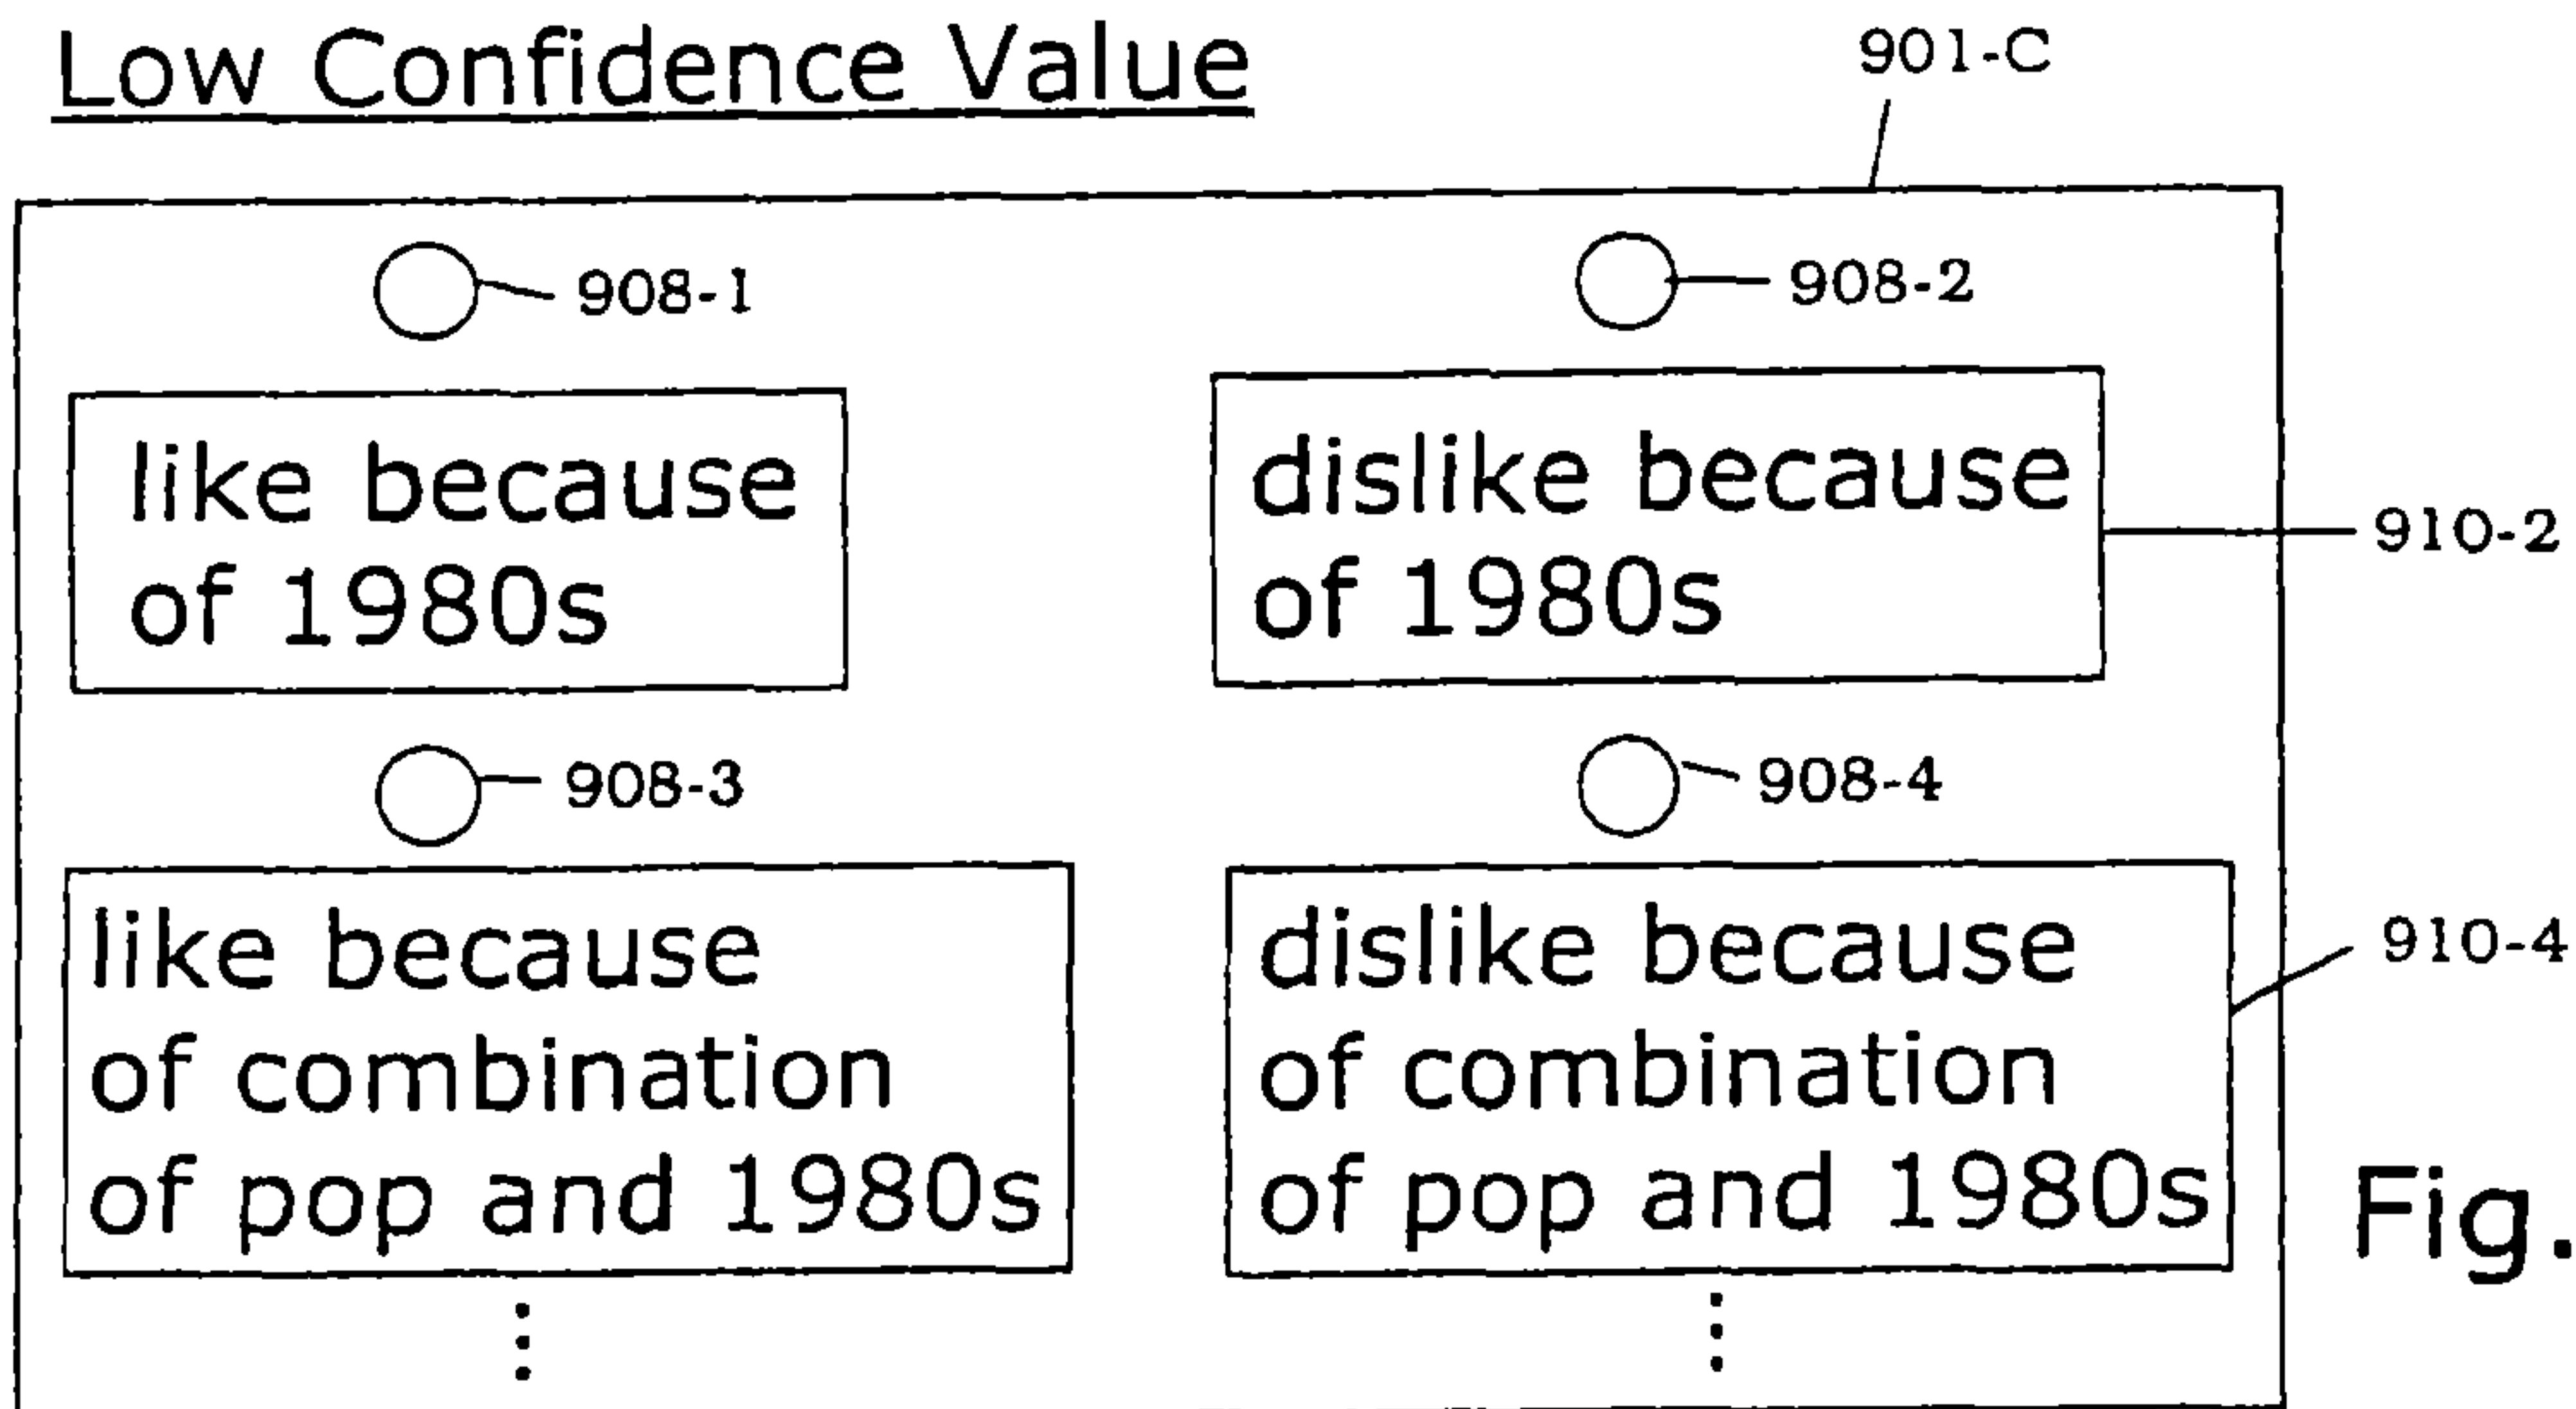 Low Confidence Value
901-C
908-1
908-2
like because
of 1980s
dislike because
of 1980s
910-2
908-3
908-4
like because
of combination
of pop and 1980s
dislike because
of combination
of pop and 1980s
910-4
Fig.